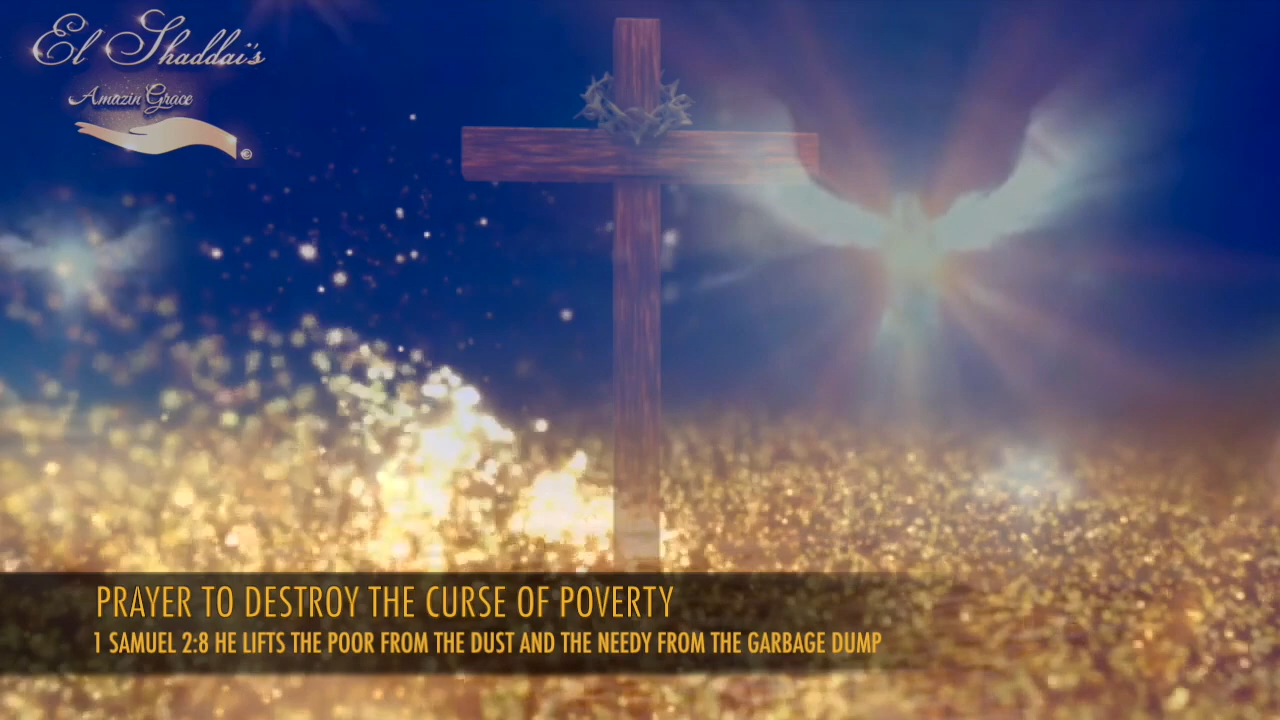 El Shaddai's
Amazin Grace
©
PRAYER TO DESTROY THE CURSE OF POVERTY
1 SAMUEL 2:8 HE LIFTS THE POOR FROM THE DUST AND THE NEEDY FROM THE GARBAGE DUMP